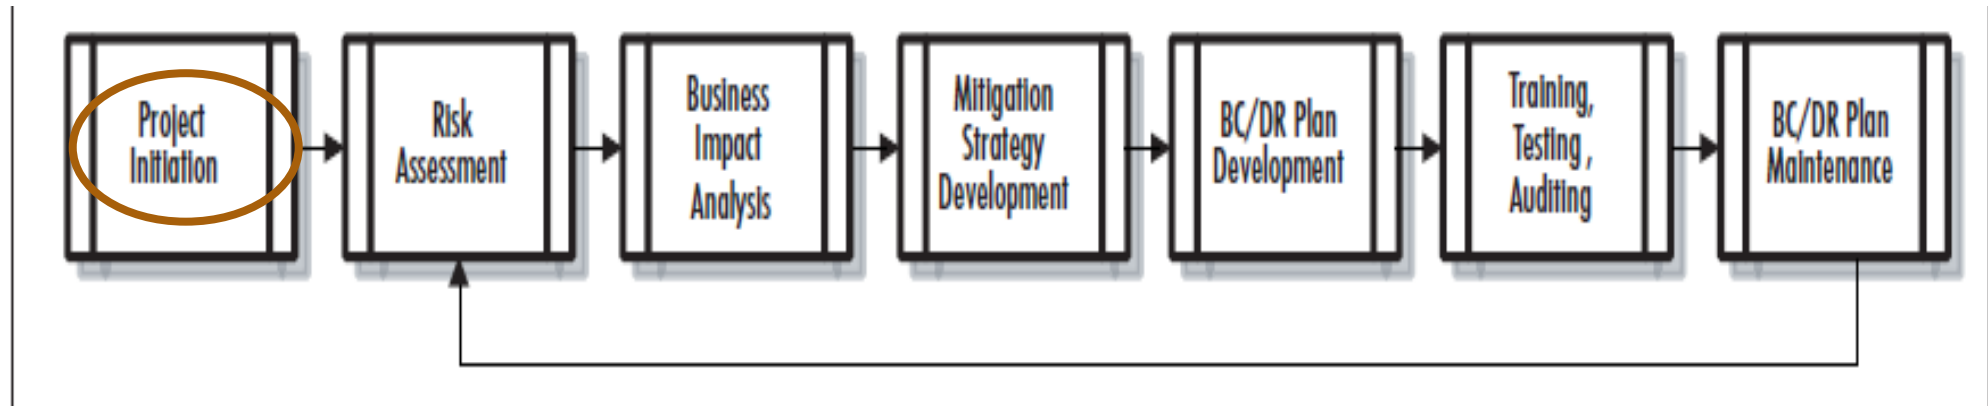 Project
Initiation
Risk
Assessment
Business
Impact
Analysis
Mitigation
Strategy
Development
BC/DR Plan
Development
Training,
Testing ,
Auditing
BC/DR Plan
Maintenance